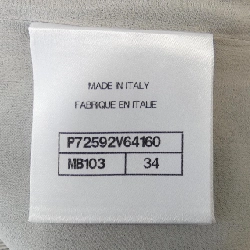 MADE IN ITALY
FABRIQUE EN ITALIE
P72592V64160
MB103 34